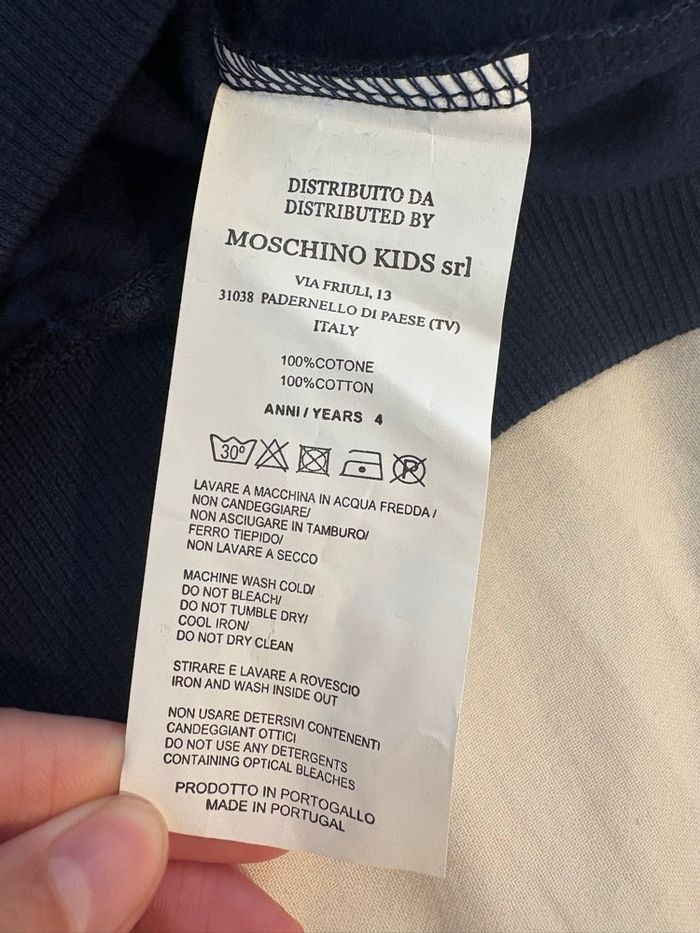 DISTRIBUITO DA
DISTRIBUTED BY
MOSCHINO KIDS srl
VIA FRIULI, 13
31038 PADERNELLO DI PAESE (TV)
ITALY
100%COTONE
100%COTTON
ANNI/YEARS 4
30° P
LAVARE A MACCHINA IN ACQUA FREDDA/
NON CANDEGGIARE/
NON ASCIUGARE IN TAMBURO/
FERRO TIEPIDO/
NON LAVARE A SECCO
MACHINE WASH COLD/
DO NOT BLEACH/
DO NOT TUMBLE DRY/
COOL IRON/
DO NOT DRY CLEAN
STIRARE E LAVARE A ROVESCIO
IRON AND WASH INSIDE OUT
NON USARE DETERSIVI CONTENENTI
CANDEGGIANT OTTICI
DO NOT USE ANY DETERGENTS
CONTAINING OPTICAL BLEACHES
PRODOTTO IN PORTOGALLO
MADE IN PORTUGAL